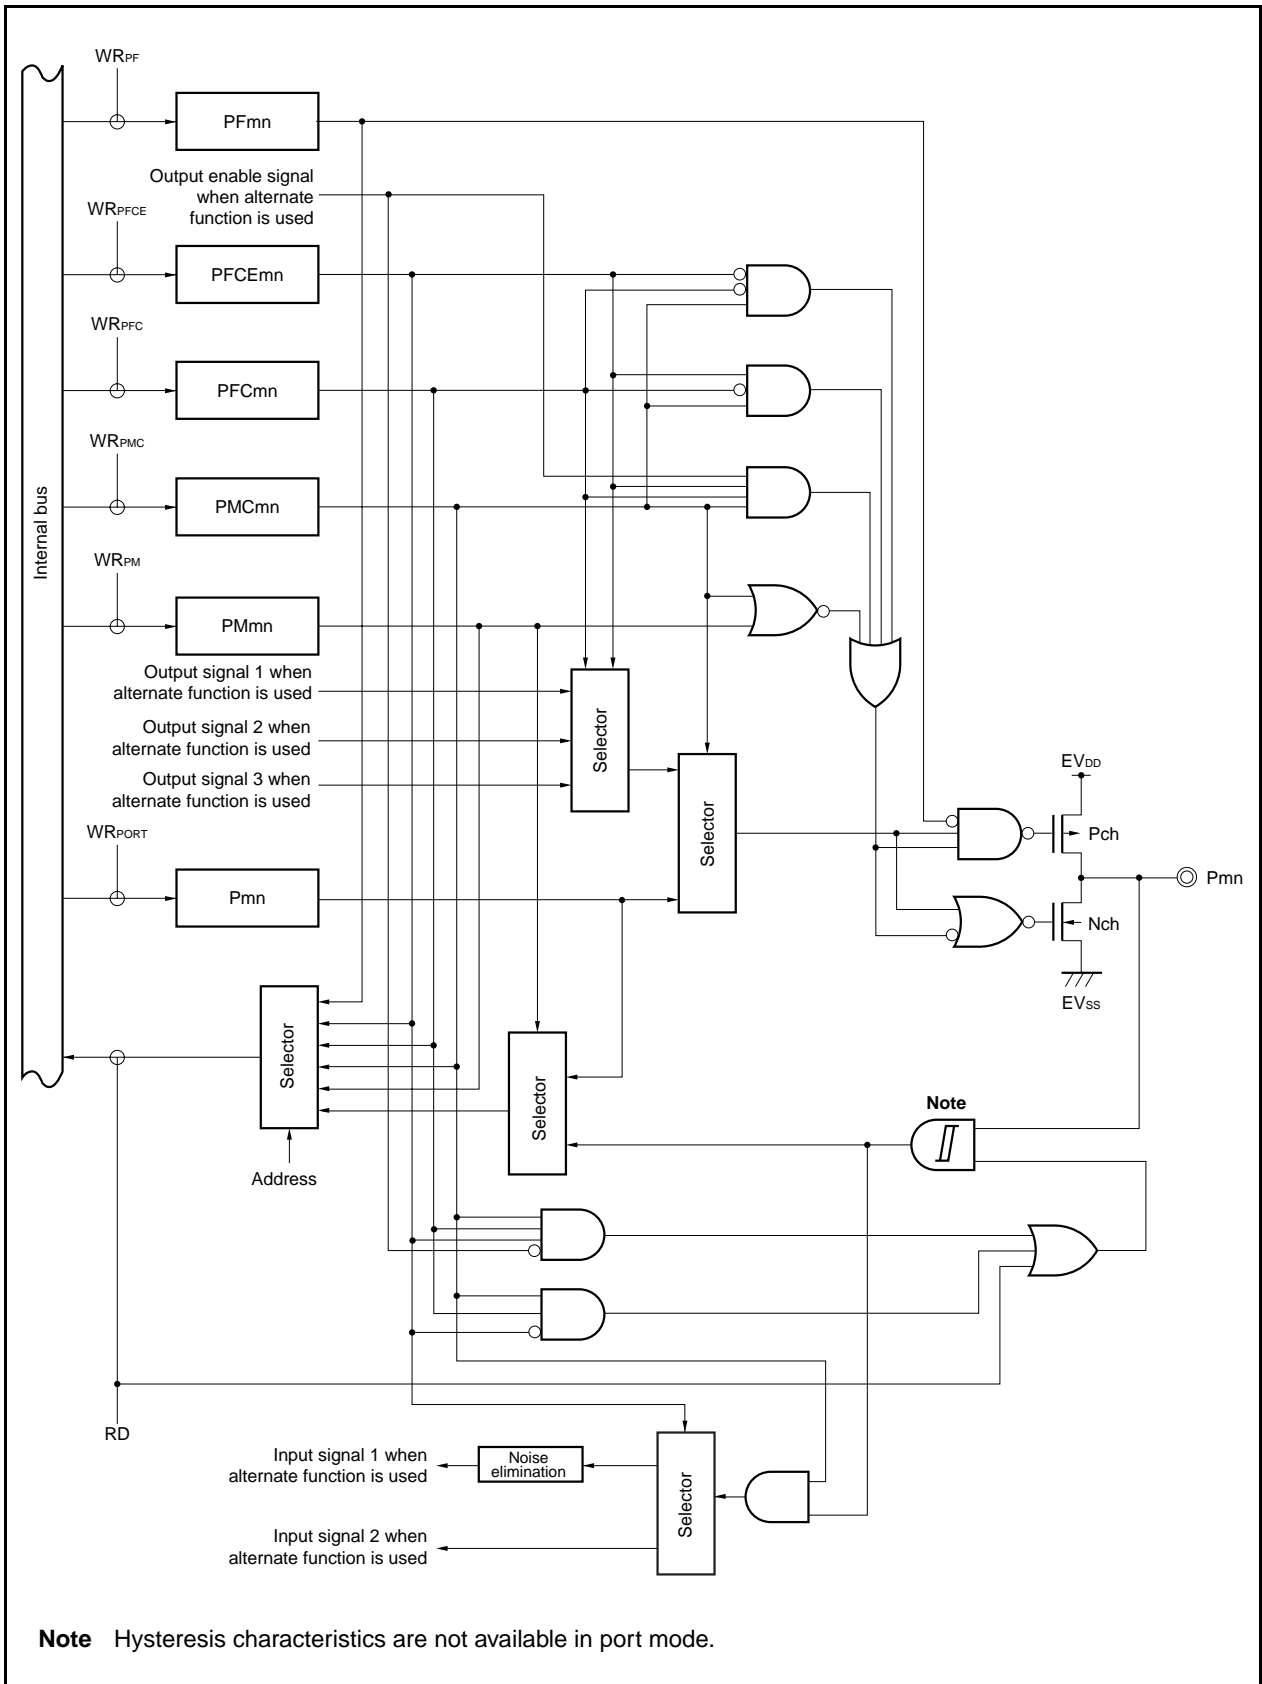 WRPF
PFmn
Output enable signal
when alternate
function is used
WRPFCE
PFCEmn
WRPFC
PFCmn
WRPMC
PMCmn
Internal bus
WRPM
PMmn
Output signal 1 when
alternate function is used
Output signal 2 when
alternate function is used
Output signal 3 when
alternate function is used
Selector
Selector
EVDD
Pch
WRPORT
Pmn
Pmn
Nch
EVSS
Selector
Selector
Note
Address
RD
Input signal 1 when
alternate function is used
Noise
elimination
Selector
Input signal 2 when
alternate function is used
Note Hysteresis characteristics are not available in port mode.